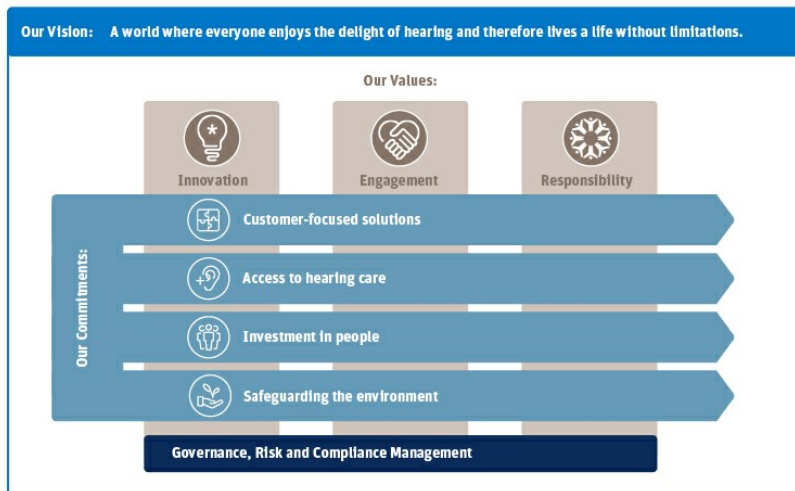 Our Vision: A world where everyone enjoys the delight of hearing and therefore lives a life without limitations.
Our Values:
Innovation
Engagement
Responsibility
Our Commitments:
Customer-focused solutions
Access to hearing care
Investment in people
Safeguarding the environment
Governance, Risk and Compliance Management